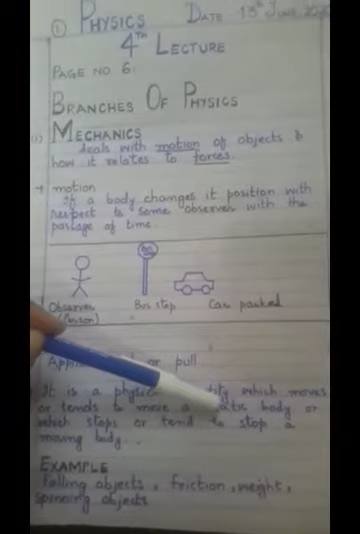 ① PHYSICS DATE 13th June, 2020
4TH LECTURE
PAGE NO 6.
BRANCHES OF PHYSICS
(i) MECHANICS
deals with motion of objects &
how it relates to forces.
motion
If a body changes it position with
respect to some observer with the
passage of time.
Observer Bus stop Car parked
(Person)
or pull
It is a which moves
or tends to move a body or
which stops or tend to stop a
moving body.
EXAMPLE
Falling objects, friction, weight,
spinning objects